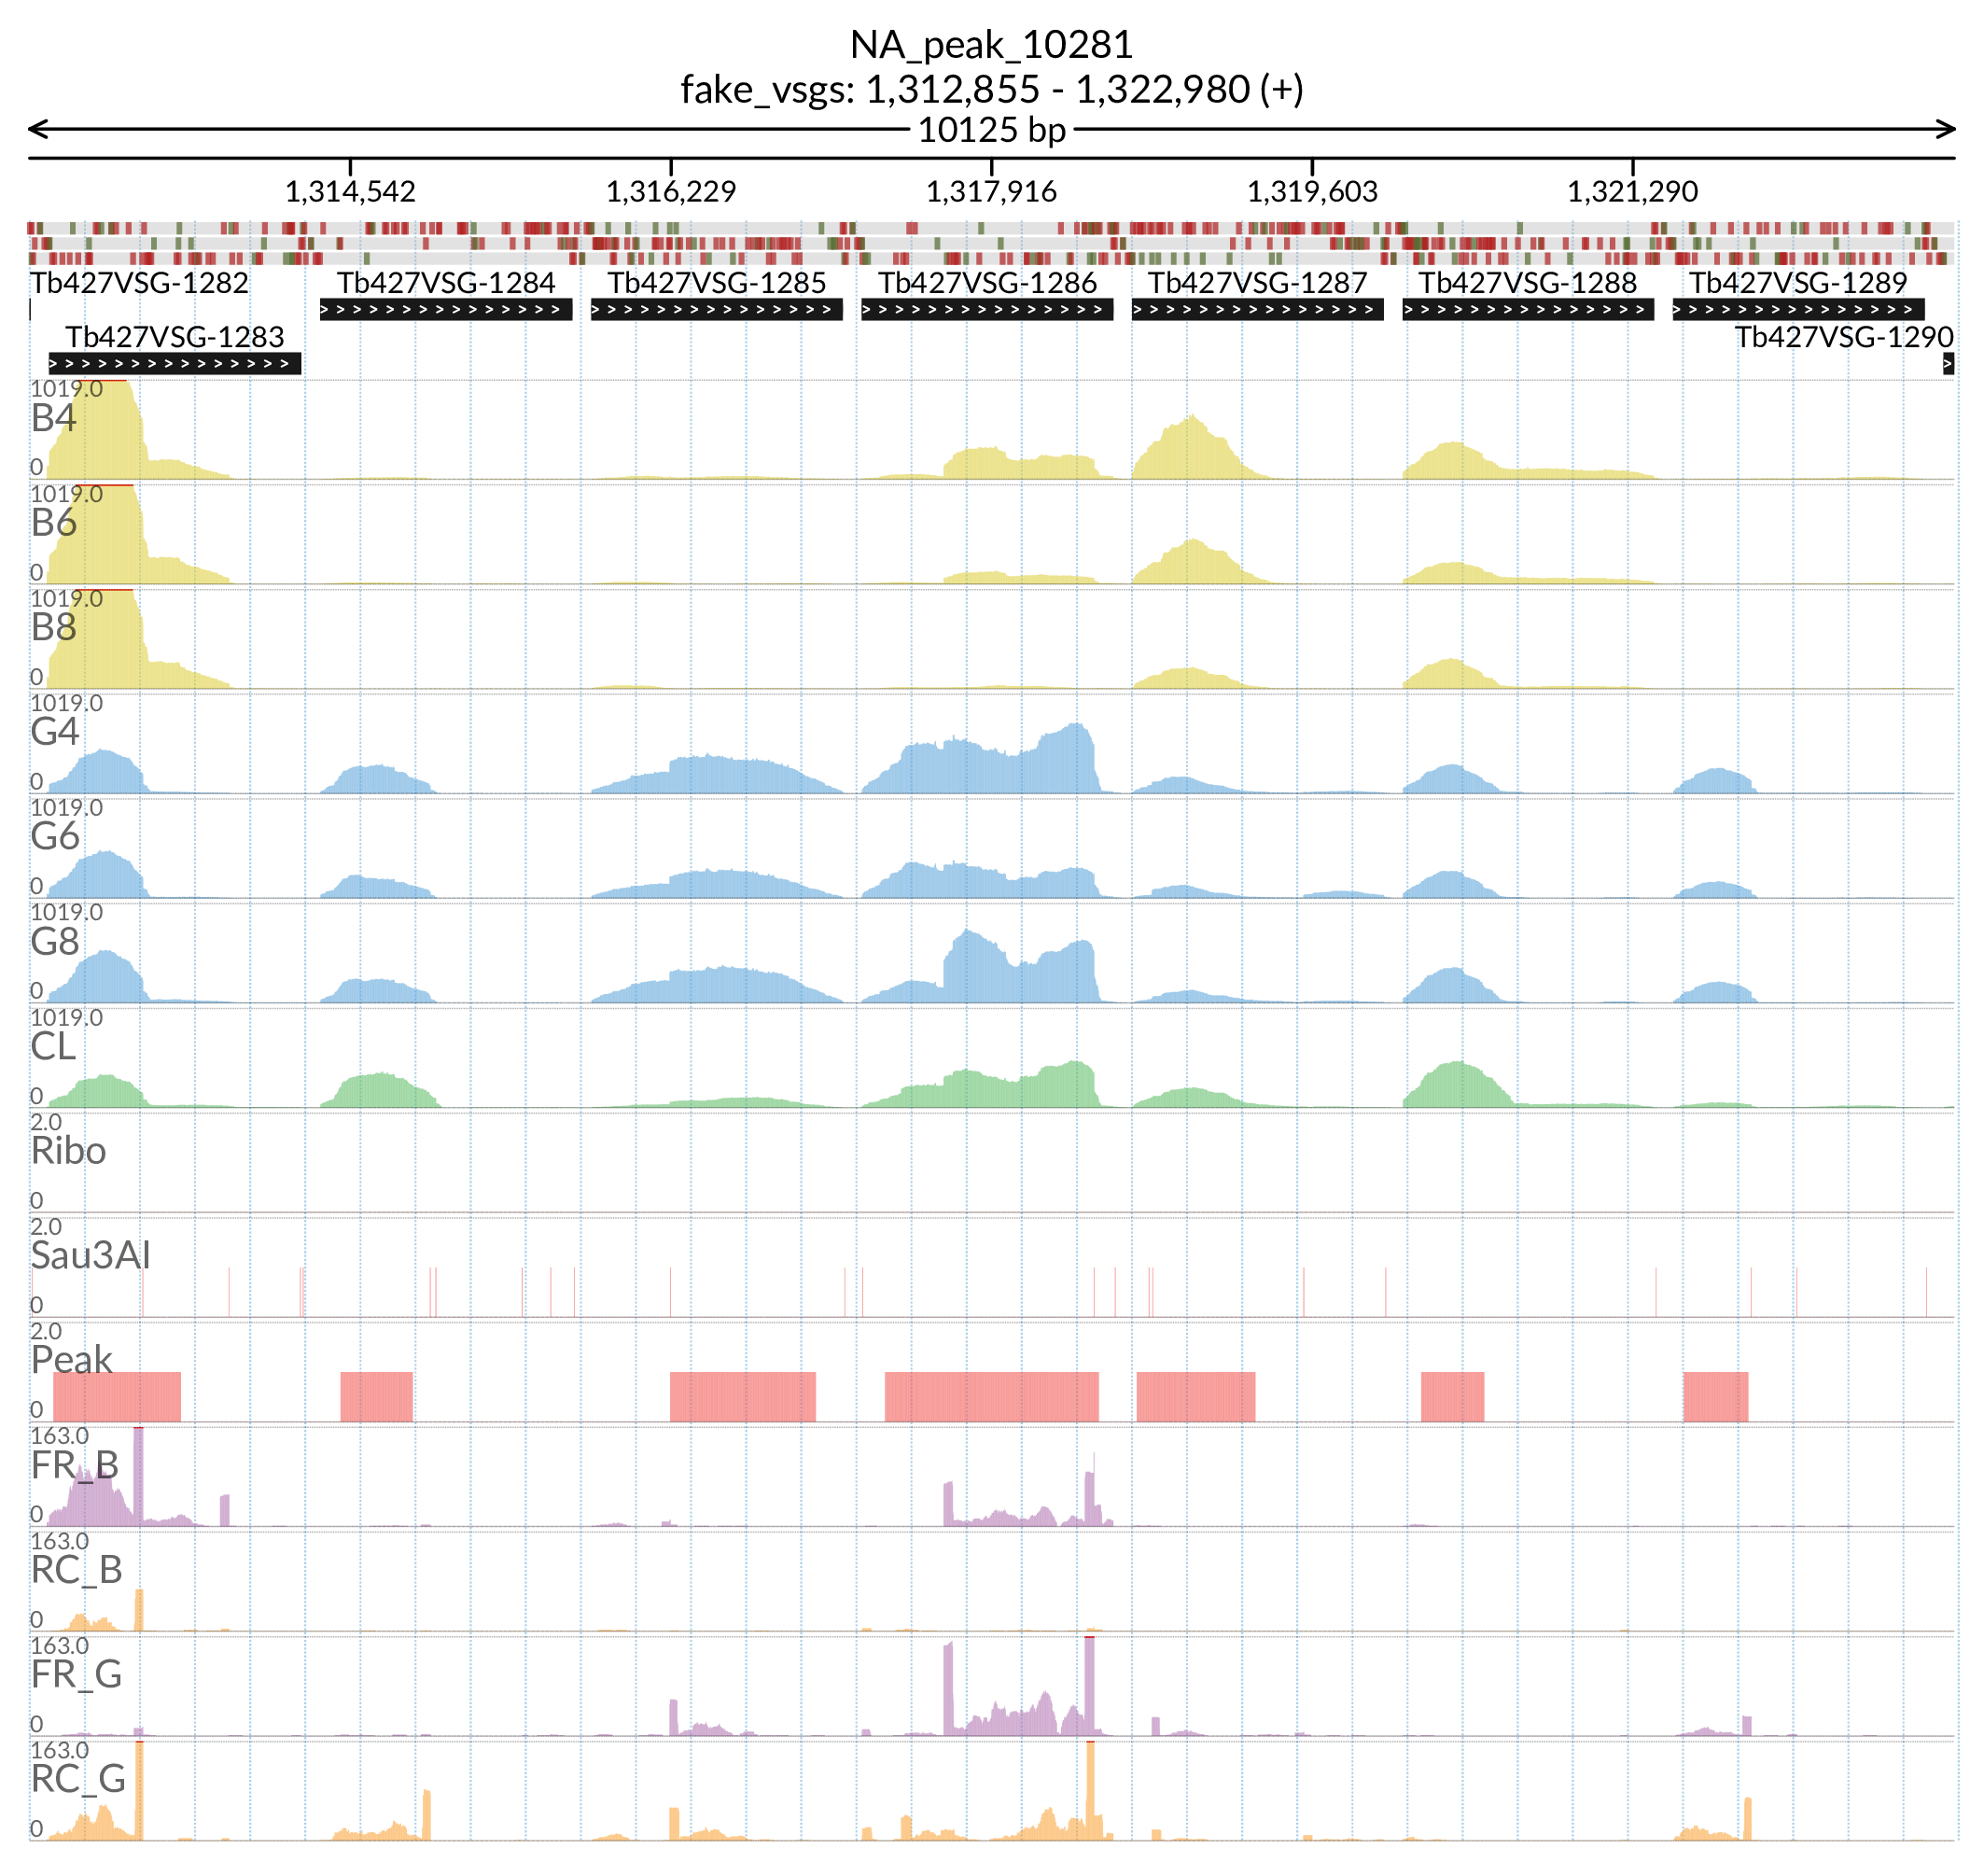 NA_peak_10281
fake_vsgs: 1,312,855 - 1,322,980 (+)
10125 bp
1,314,542 1,316,229 1,317,916 1,319,603 1,321,290
Tb427VSG-1282 Tb427VSG-1284 Tb427VSG-1285 Tb427VSG-1286 Tb427VSG-1287 Tb427VSG-1288 Tb427VSG-1289
Tb427VSG-1283 Tb427VSG-1290
1019.0
B4
0
1019.0
B6
0
1019.0
B8
0
1019.0
G4
0
1019.0
G6
0
1019.0
G8
0
1019.0
CL
0
2.0
Ribo
0
2.0
Sau3AI
0
2.0
Peak
0
163.0
FR_B
0
163.0
RC_B
0
163.0
FR_G
0
163.0
RC_G
0